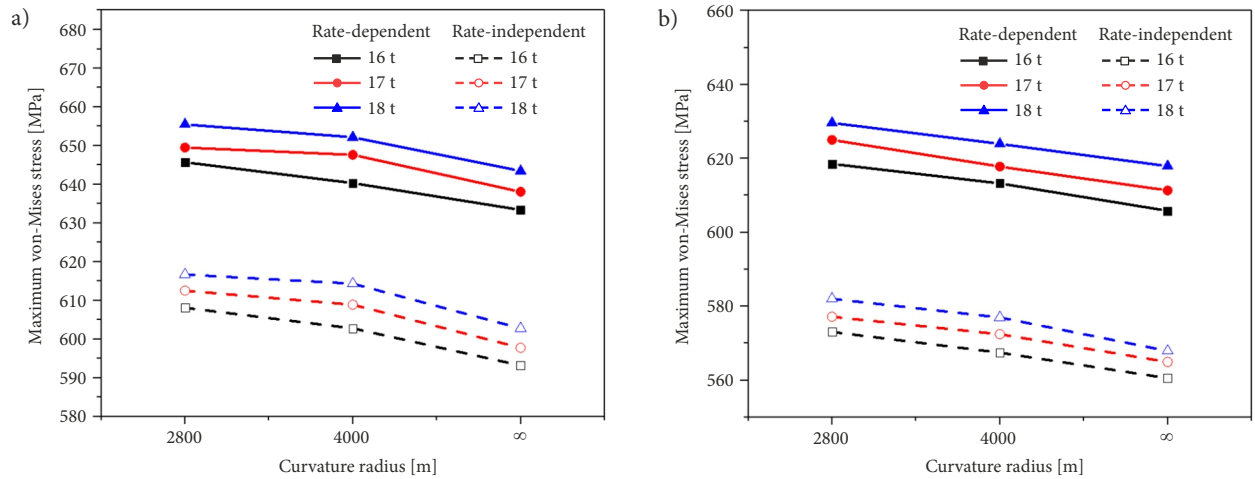 a)
Maximum von-Mises stress [MPa]
680
670
660
650
640
630
620
610
600
590
580
Rate-dependent Rate-independent
16 t 16 t
17 t 17 t
18 t 18 t
2800 4000 ∞
Curvature radius [m]
b)
Maximum von-Mises stress [MPa]
660
640
620
600
580
560
Rate-dependent Rate-independent
16 t 16 t
17 t 17 t
18 t 18 t
2800 4000 ∞
Curvature radius [m]